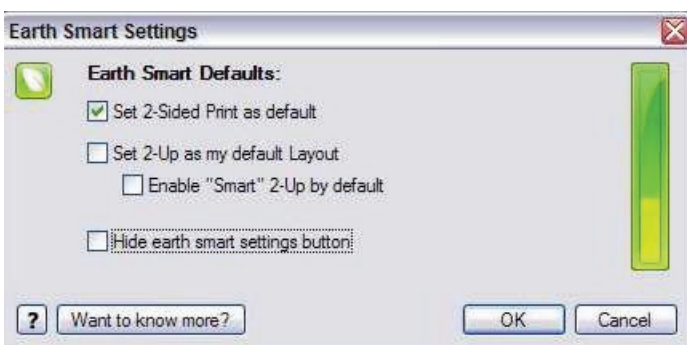 Earth Smart Settings
Earth Smart Defaults:
Set 2-Sided Print as default
Set 2-Up as my default Layout
Enable "Smart" 2-Up by default
Hide earth smart settings button
? Want to know more? OK Cancel